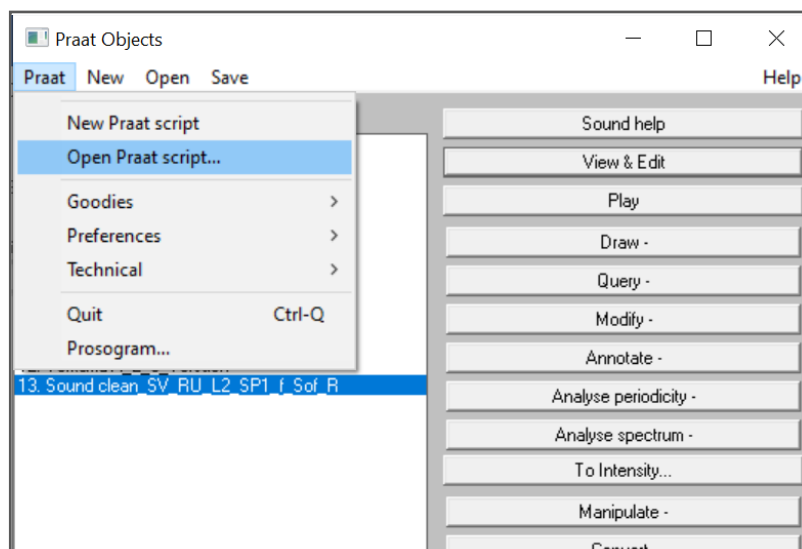 Praat Objects
Praat New Open Save Help
New Praat script
Open Praat script...
Goodies
Preferences
Technical
Quit Ctrl-Q
Prosogram...
13. Sound clean_SV_RU_L2_SP1_f_Sof_R
Sound help
View & Edit
Play
Draw -
Query -
Modify -
Annotate -
Analyse periodicity -
Analyse spectrum -
To Intensity...
Manipulate -